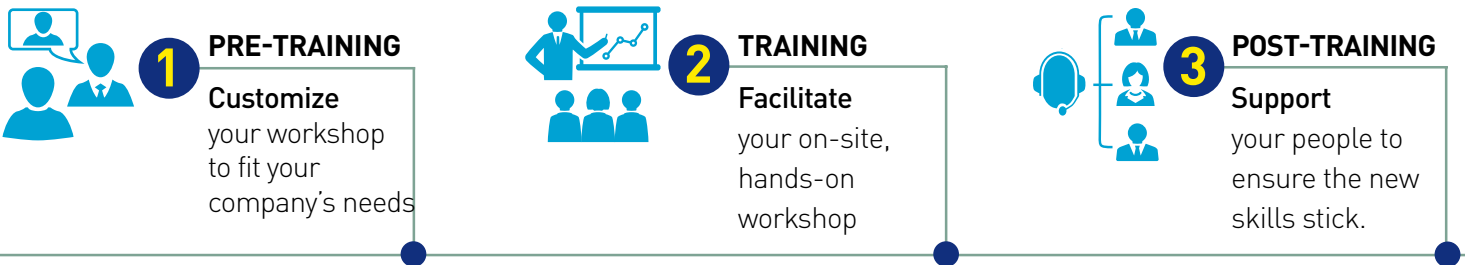 1
PRE-TRAINING
Customize
your workshop
to fit your
company's needs
2
TRAINING
Facilitate
your on-site,
hands-on
workshop
3
POST-TRAINING
Support
your people to
ensure the new
skills stick.